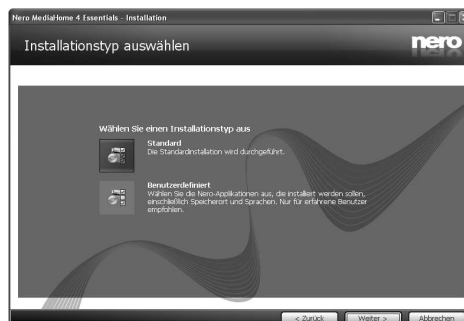 Nero MediaHome 4 Essentials - Installation
Installationstyp auswählen
nero
Wählen Sie einen Installationstyp aus
Standard
Die Standardinstallation wird durchgeführt.
Benutzerdefiniert
Wählen Sie die Nero-Applikationen aus, die installiert werden sollen,
einschließlich Speicherort und Sprachen. Nur für erfahrene Benutzer
empfohlen.
< Zurück Weiter > Abbrechen